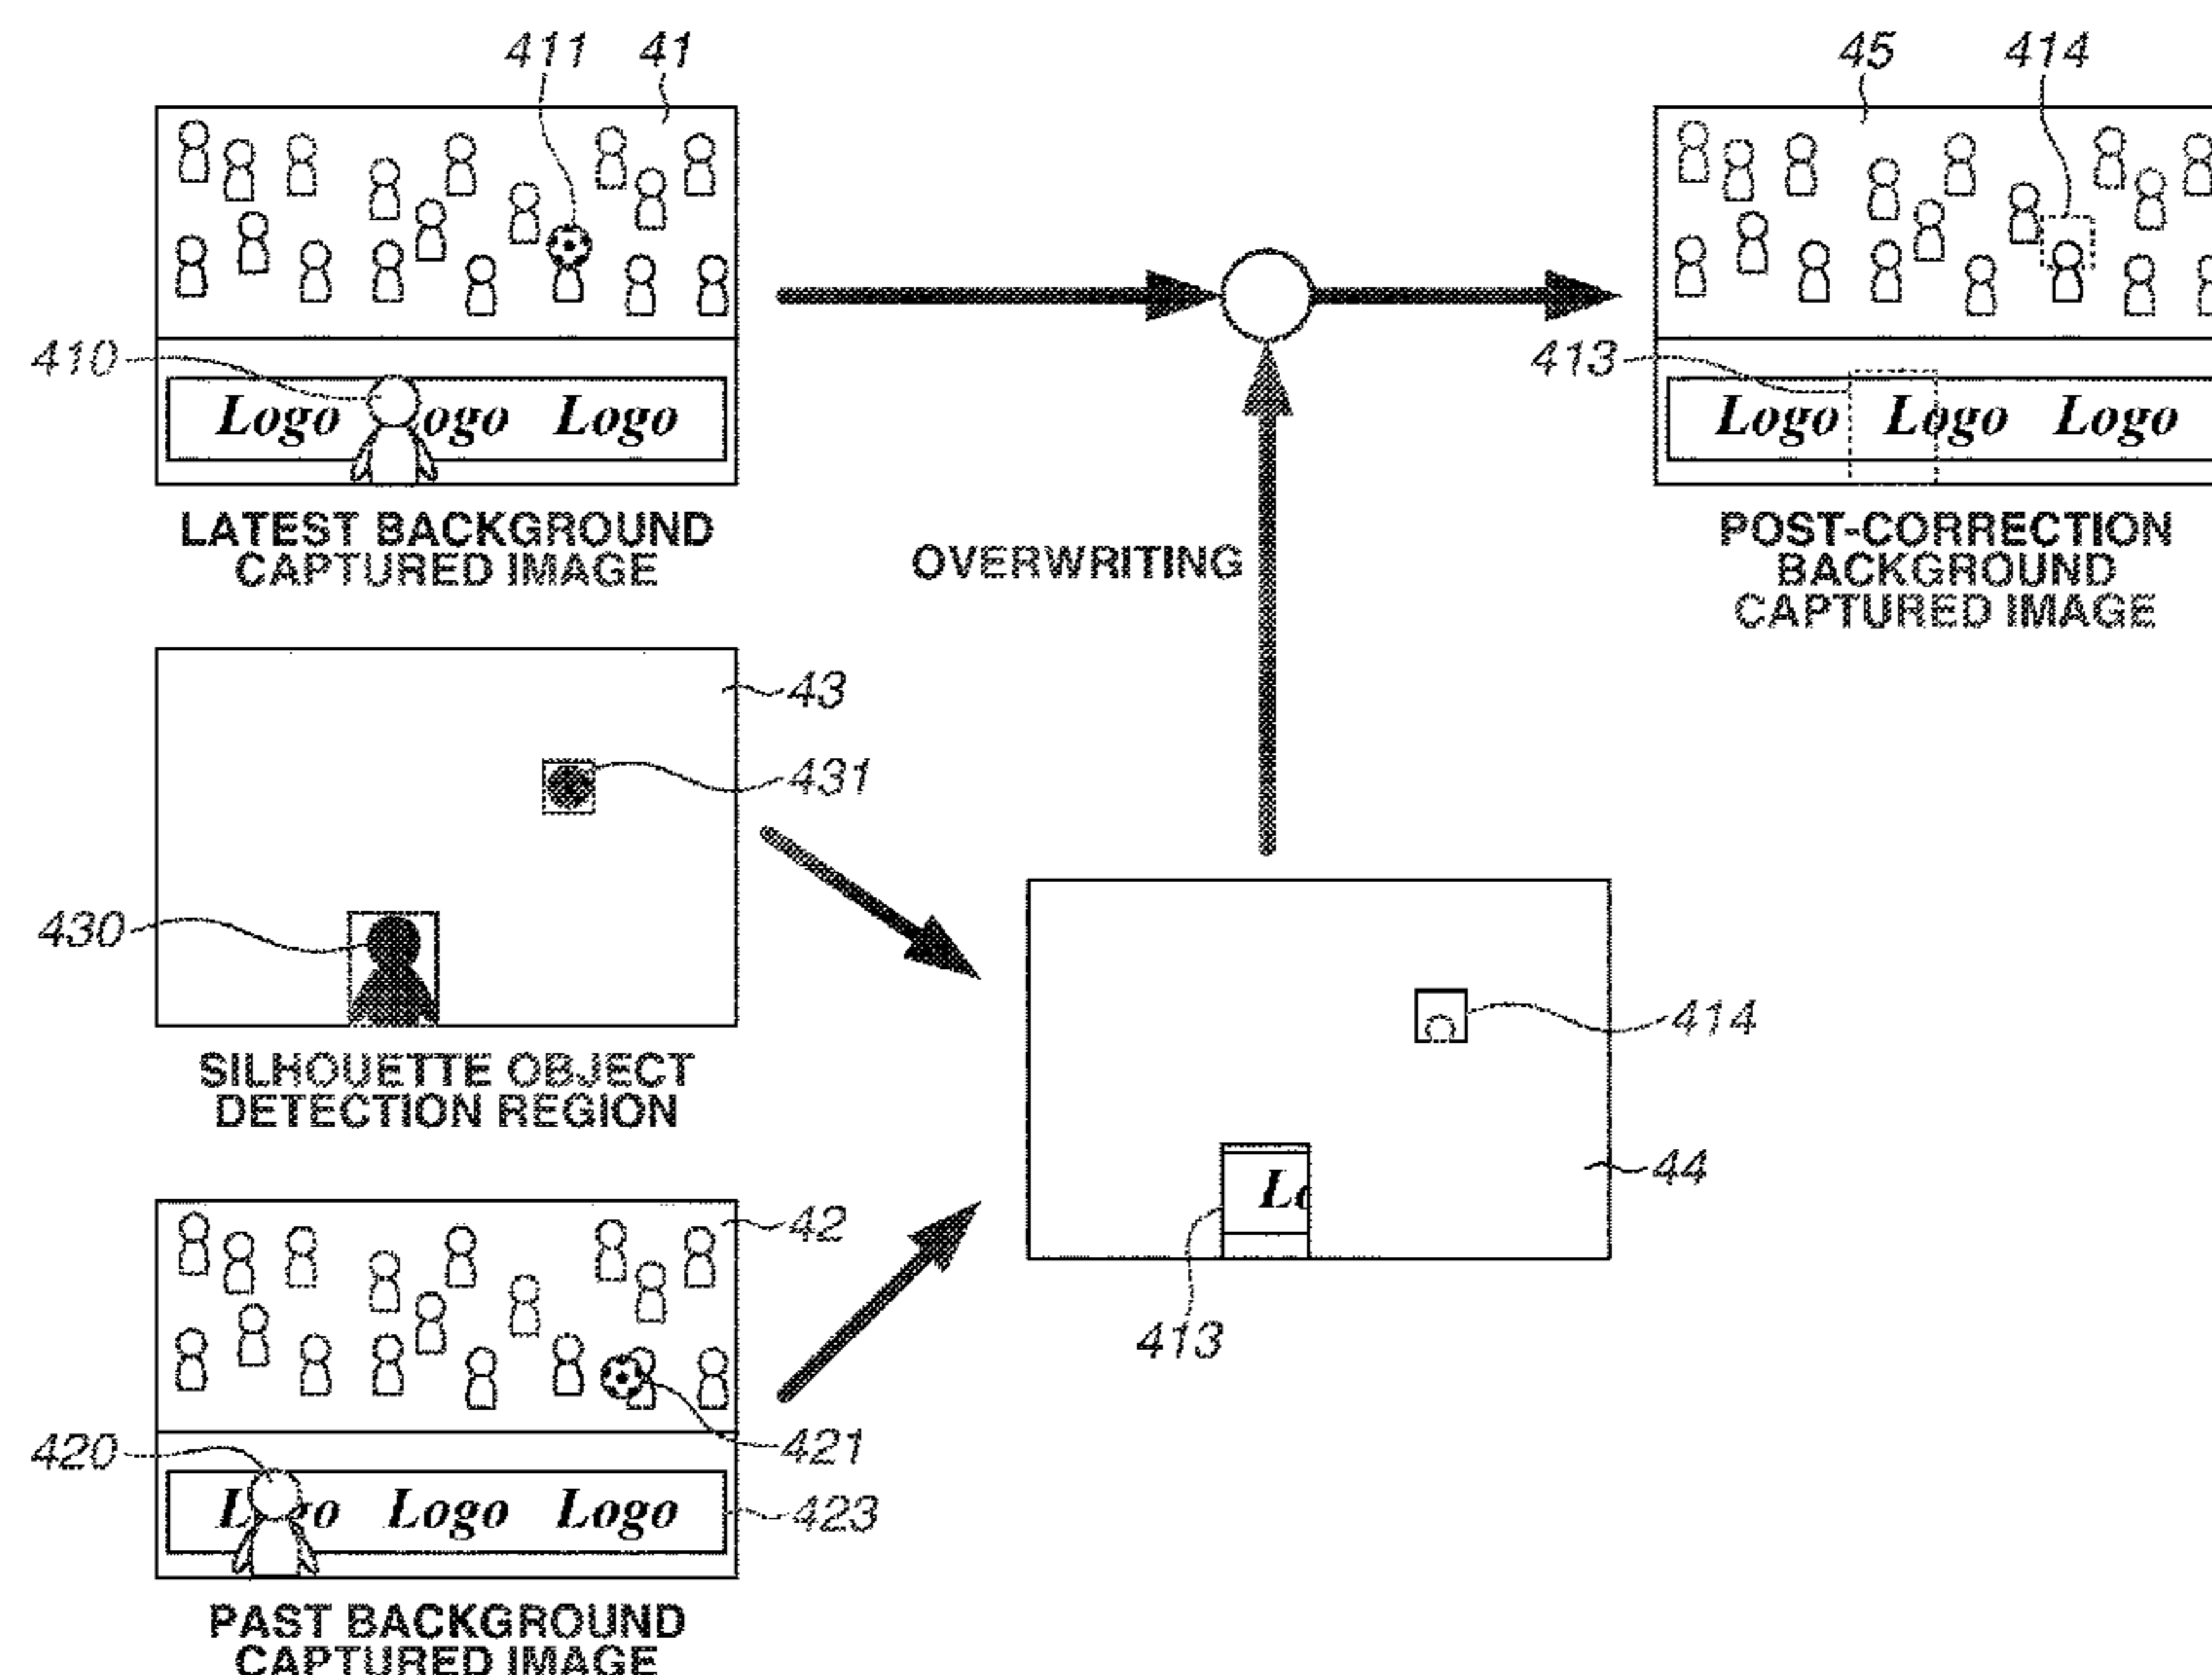 411 41
45 414
410
Logo ogo Logo
413
Logo Logo Logo
LATEST BACKGROUND
CAPTURED IMAGE
OVERWRITING
POST-CORRECTION
BACKGROUND
CAPTURED IMAGE
43
431
430
SILHOUETTE OBJECT
DETECTION REGION
414
Lo
44
413
42
421
420
L go Logo Logo
423
PAST BACKGROUND
CAPTURED IMAGE